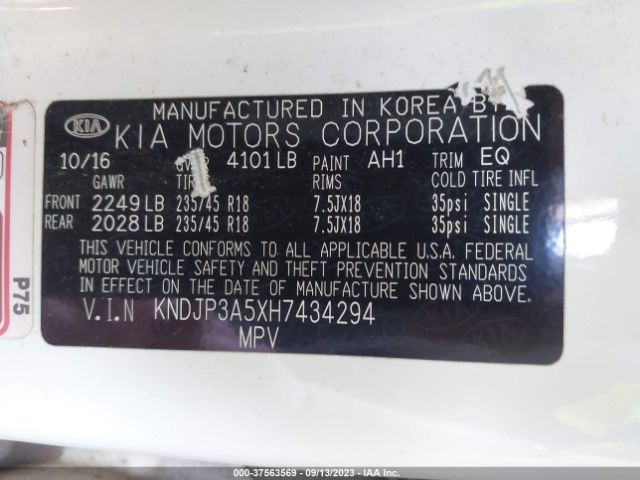 MANUFACTURED IN KOREA BY
KIA KIA MOTORS CORPORATION
10/16 4101 LB PAINT AH1 TRIM EQ
GAWR RIMS COLD TIRE INFL
FRONT 2249 LB 235/45 R18 7.5JX18 35psi SINGLE
REAR 2028 LB 235/45 R18 7.5JX18 35psi SINGLE
THIS VEHICLE CONFORMS TO ALL APPLICABLE U.S.A. FEDERAL
MOTOR VEHICLE SAFETY AND THEFT PREVENTION STANDARDS
IN EFFECT ON THE DATE OF MANUFACTURE SHOWN ABOVE.
V.I.N KNDJP3A5XH7434294
MPV
P75
000-37563569 - 09/13/2023 - IAAI.com